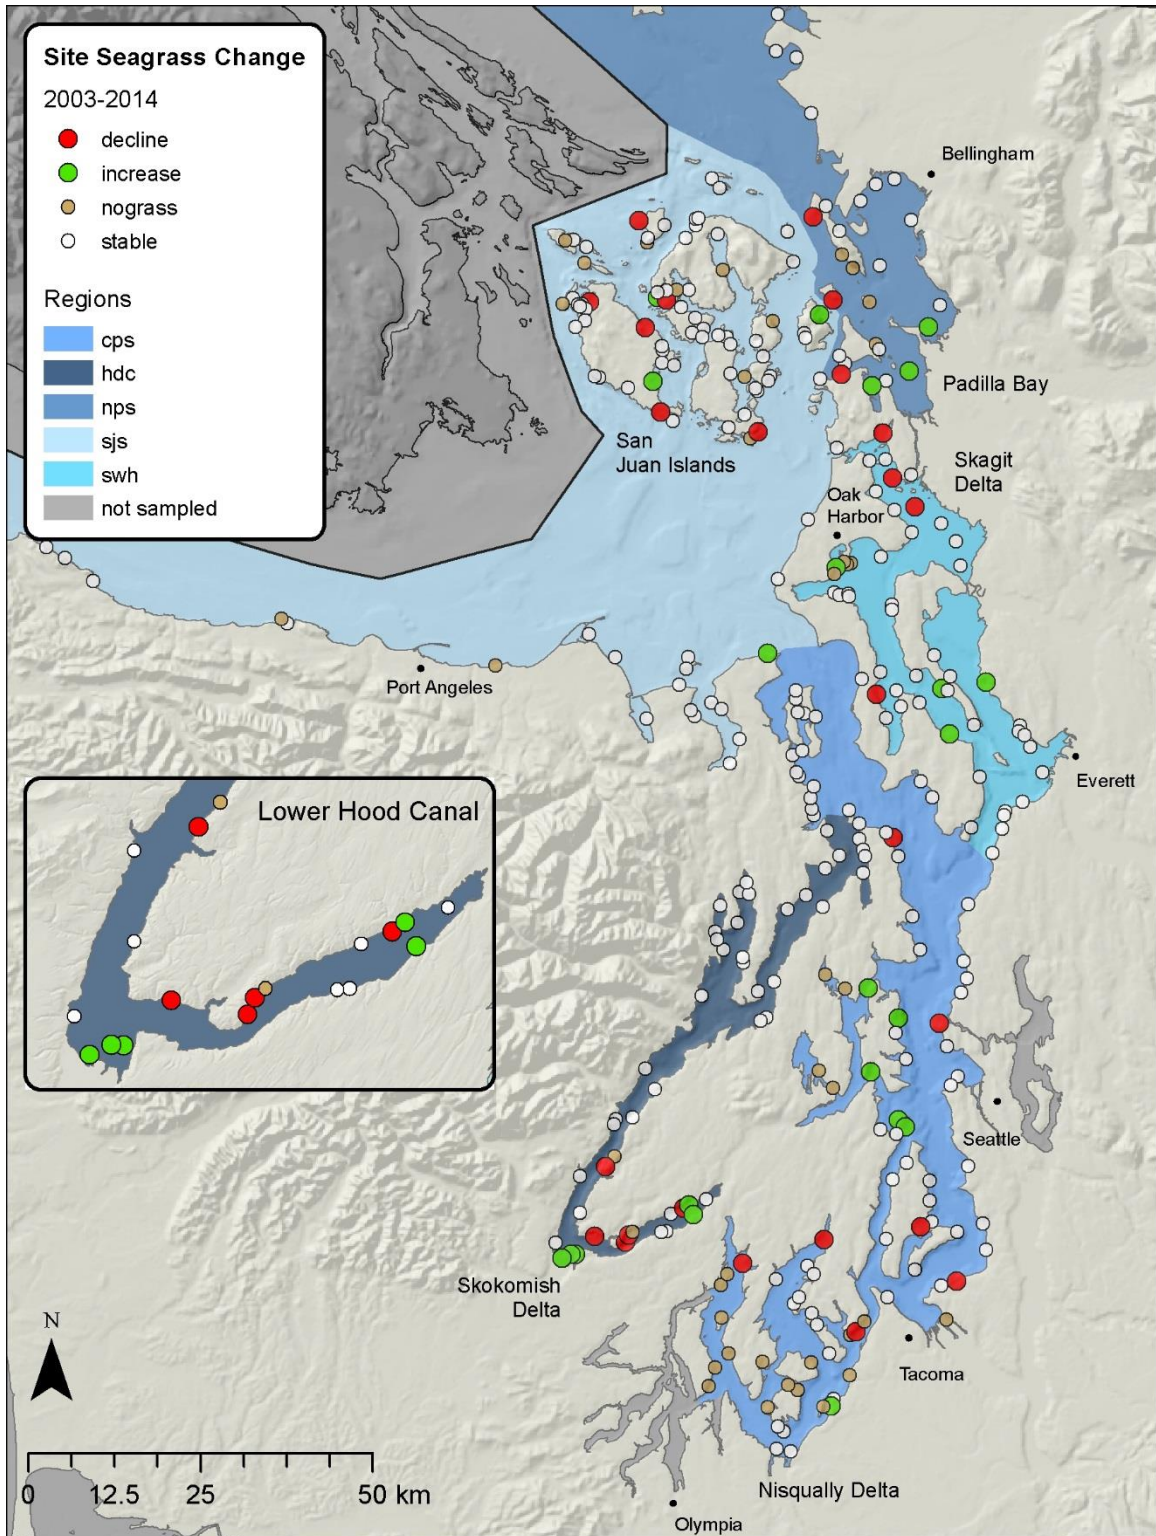 Site Seagrass Change
2003-2014
decline
increase
nograss
stable
Regions
cps
hdc
nps
sjs
swh
not sampled
Bellingham
Padilla Bay
San
Juan Islands
Skagit
Delta
Oak
Harbor
Port Angeles
Everett
Lower Hood Canal
Seattle
Skokomish
Delta
N
Tacoma
0 12.5 25 50 km
Nisqually Delta
Olympia